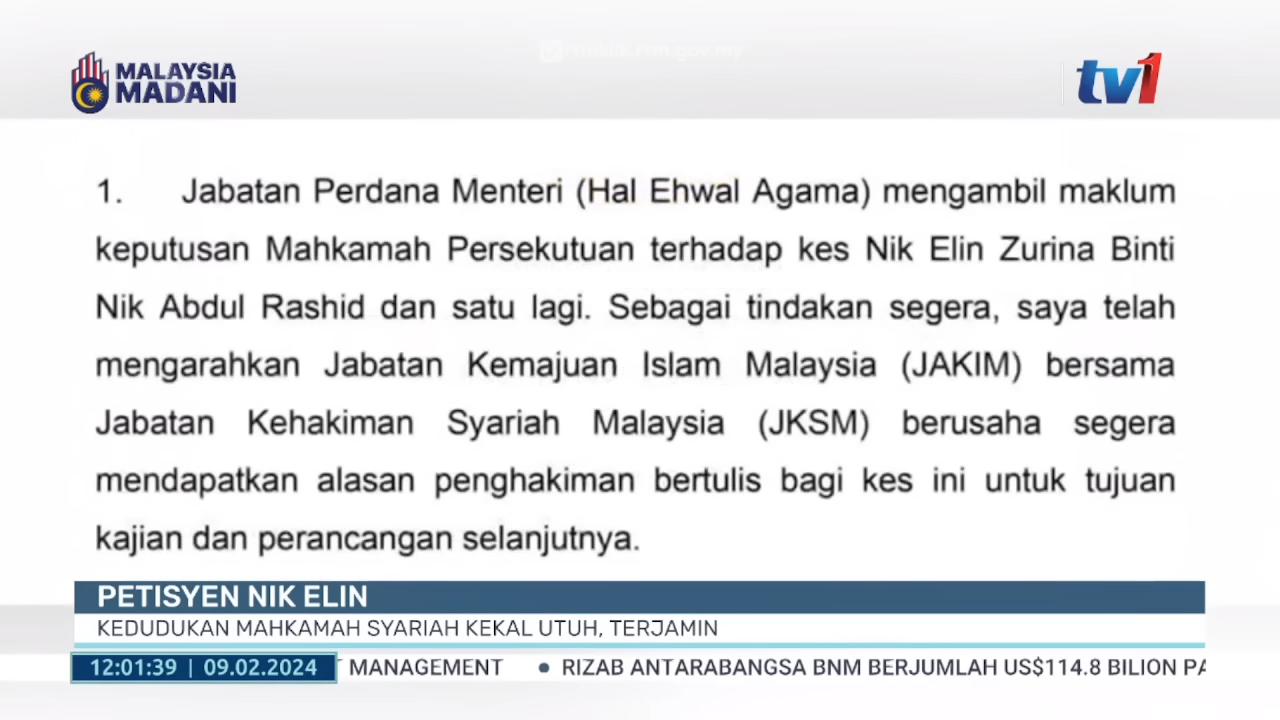 MALAYSIA
MADANI
tv1
1. Jabatan Perdana Menteri (Hal Ehwal Agama) mengambil maklum
keputusan Mahkamah Persekutuan terhadap kes Nik Elin Zurina Binti
Nik Abdul Rashid dan satu lagi. Sebagai tindakan segera, saya telah
mengarahkan Jabatan Kemajuan Islam Malaysia (JAKIM) bersama
Jabatan Kehakiman Syariah Malaysia (JKSM) berusaha segera
mendapatkan alasan penghakiman bertulis bagi kes ini untuk tujuan
kajian dan perancangan selanjutnya.
PETISYEN NIK ELIN
KEDUDUKAN MAHKAMAH SYARIAH KEKAL UTUH, TERJAMIN
12:01:39 | 09.02.2024 MANAGEMENT • RIZAB ANTARABANGSA BNM BERJUMLAH US$114.8 BILION